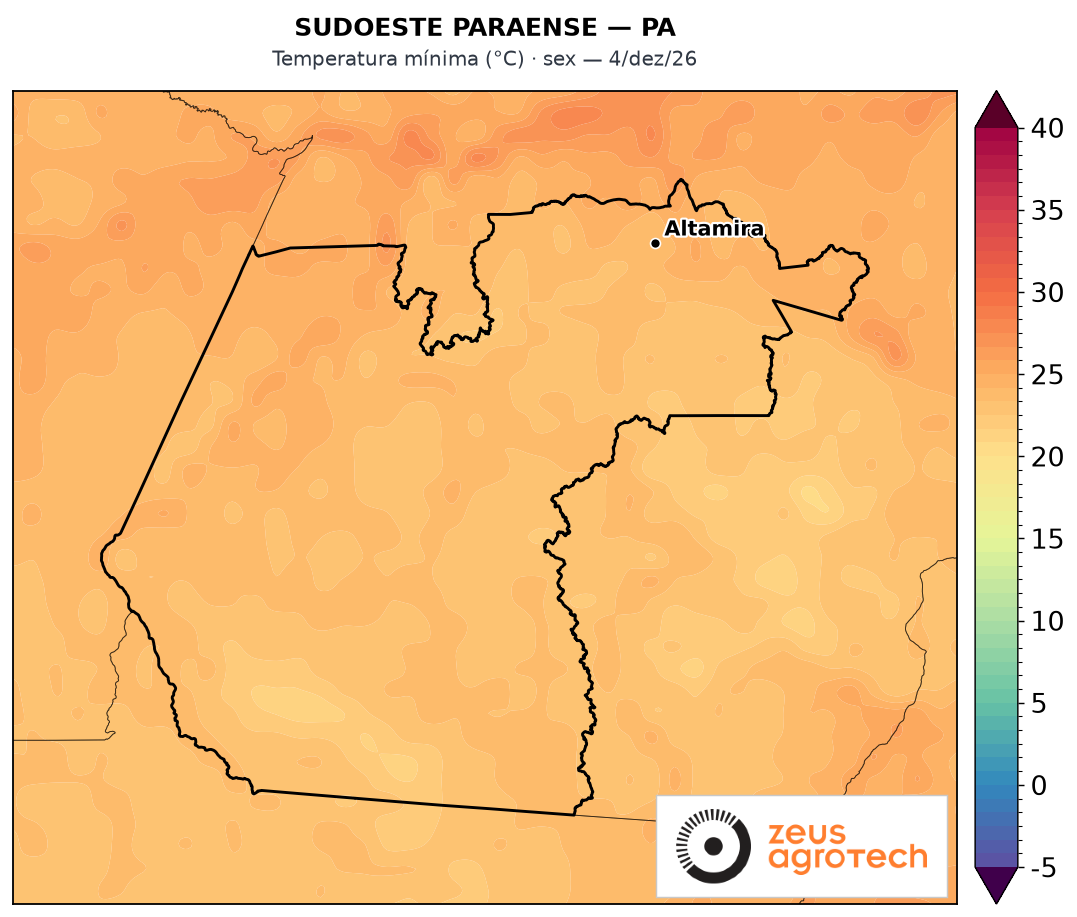 SUDOESTE PARAENSE — PA
Temperatura mínima (°C) · sex — 4/dez/26
Altamira
40
35
30
25
20
15
10
5
0
-5
zeus
agrotech